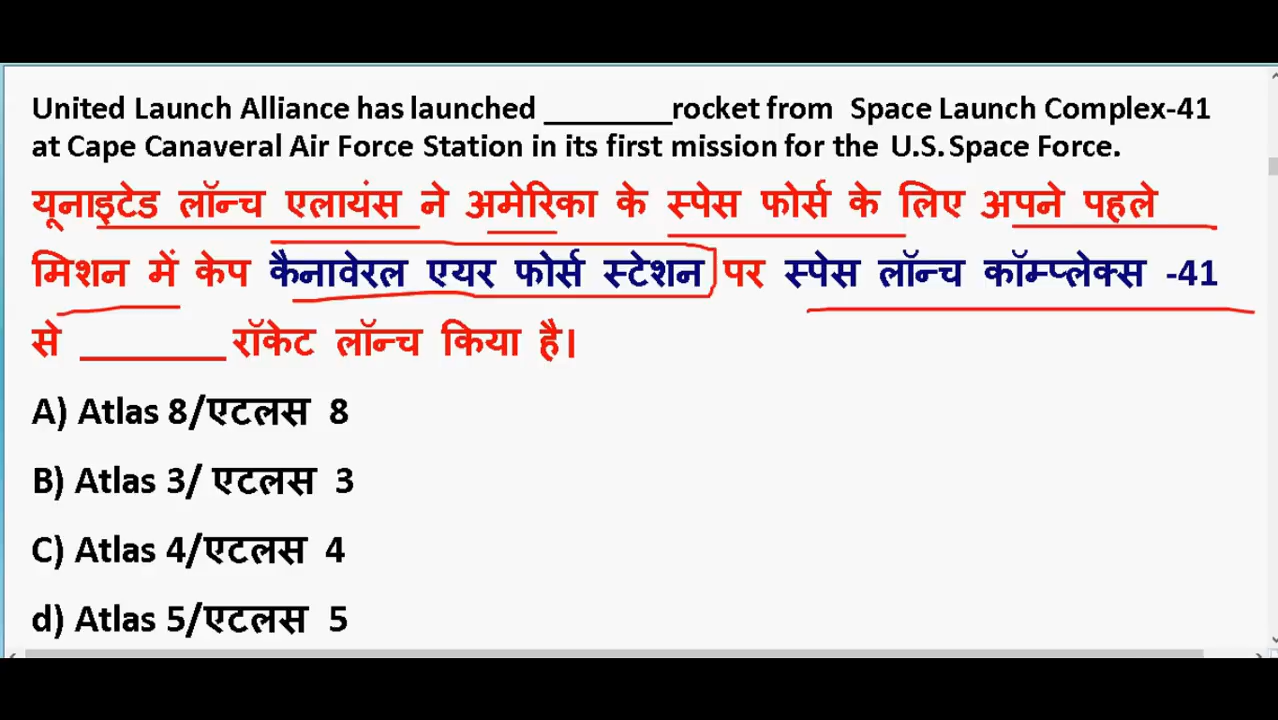 United Launch Alliance has launched ________rocket from Space Launch Complex-41
at Cape Canaveral Air Force Station in its first mission for the U.S. Space Force.
यूनाइटेड लॉन्च एलायंस ने अमेरिका के स्पेस फोर्स के लिए अपने पहले
मिशन में केप कैनावेरल एयर फोर्स स्टेशन पर स्पेस लॉन्च कॉम्प्लेक्स -41
से ________ रॉकेट लॉन्च किया है।
A) Atlas 8/एटलस 8
B) Atlas 3/ एटलस 3
C) Atlas 4/एटलस 4
d) Atlas 5/एटलस 5